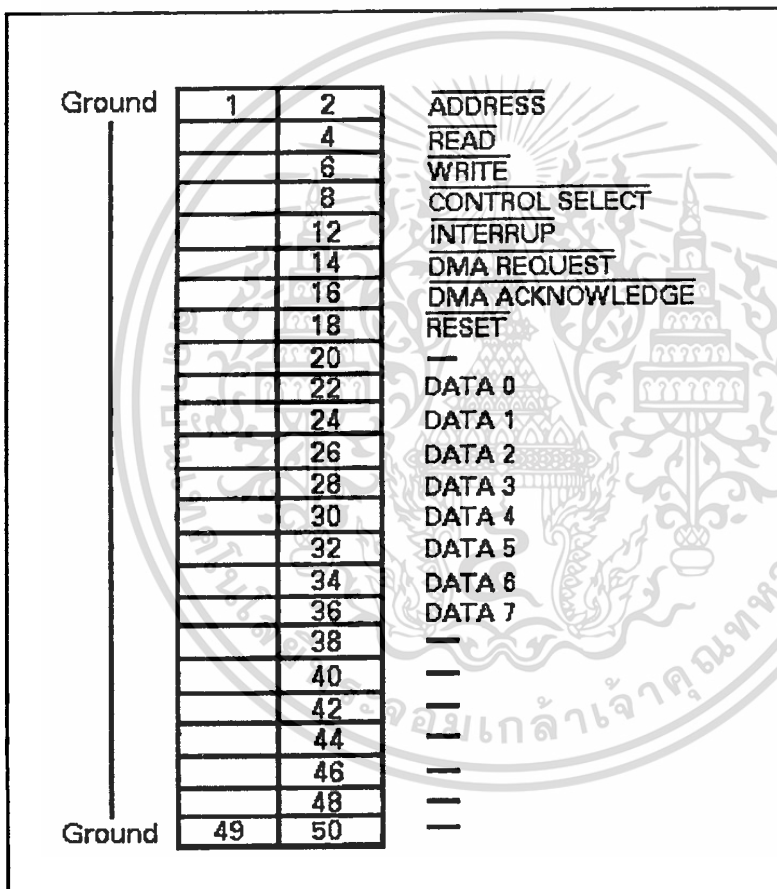 Ground 1 2 ADDRESS
4 READ
6 WRITE
8 CONTROL SELECT
12 INTERRUP
14 DMA REQUEST
16 DMA ACKNOWLEDGE
18 RESET
20 —
22 DATA 0
24 DATA 1
26 DATA 2
28 DATA 3
30 DATA 4
32 DATA 5
34 DATA 6
36 DATA 7
38 —
40 —
42 —
44 —
46 —
48 —
Ground 49 50 —